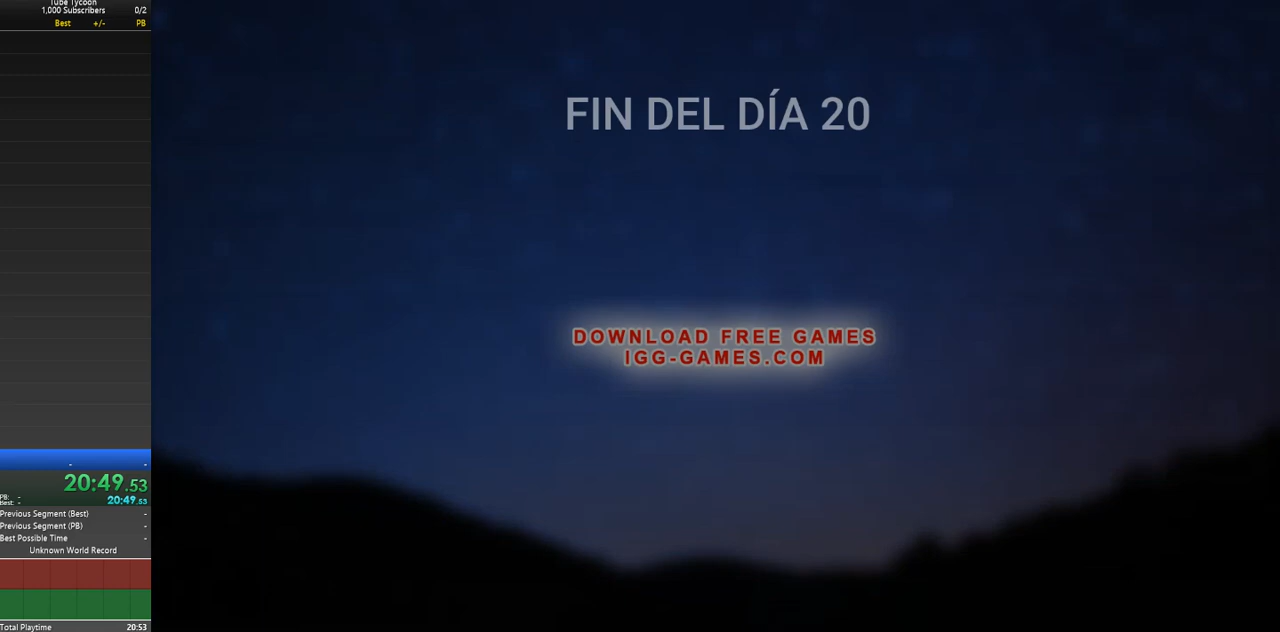 Tube Tycoon
1,000 Subscribers 0/2
Best +/- PB
FIN DEL DÍA 20
DOWNLOAD FREE GAMES
IGG-GAMES.COM
- -
20:49.53
PB: -
Best: - 20:49.53
Previous Segment (Best) -
Previous Segment (PB) -
Best Possible Time -
Unknown World Record
Total Playtime 20:53